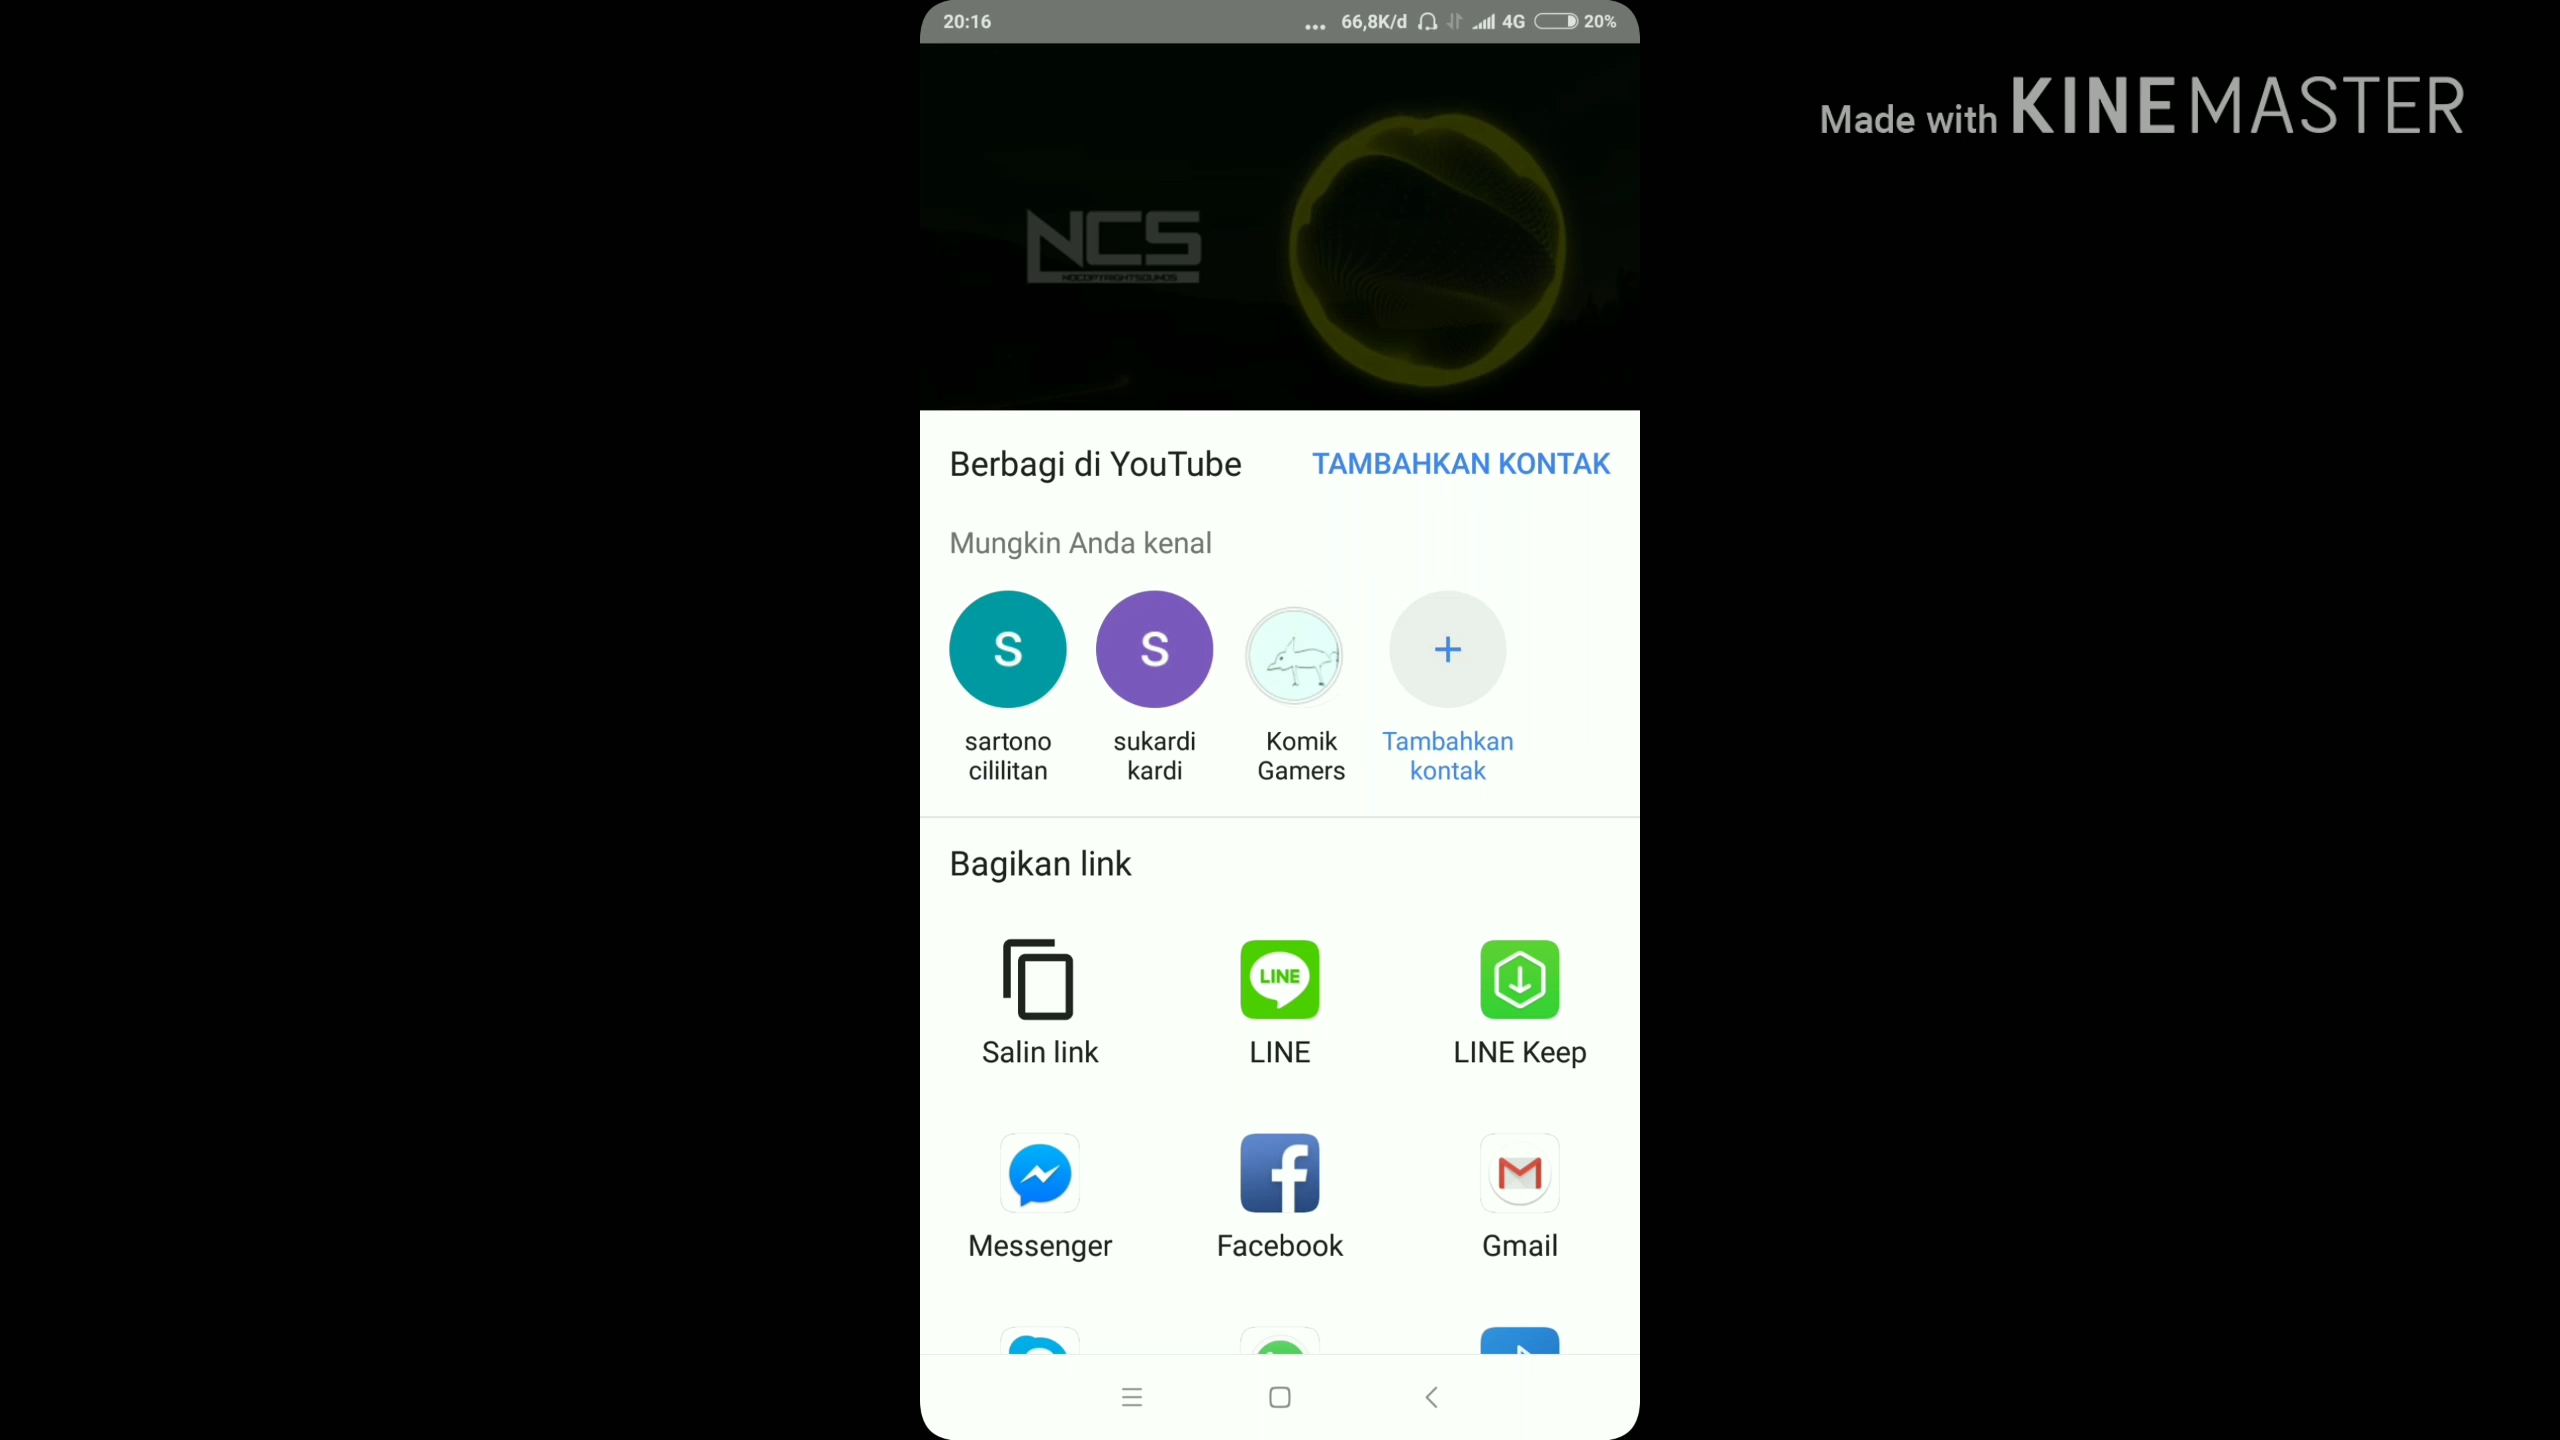 20:16
... 66,8K/d 4G 20%
Made with KINEMASTER
NCS
NOCOPYRIGHTSOUNDS
Berbagi di YouTube
TAMBAHKAN KONTAK
Mungkin Anda kenal
S
S
+
sartono
cililitan
sukardi
kardi
Komik
Gamers
Tambahkan
kontak
Bagikan link
LINE
Salin link
LINE
LINE Keep
Messenger
Facebook
Gmail